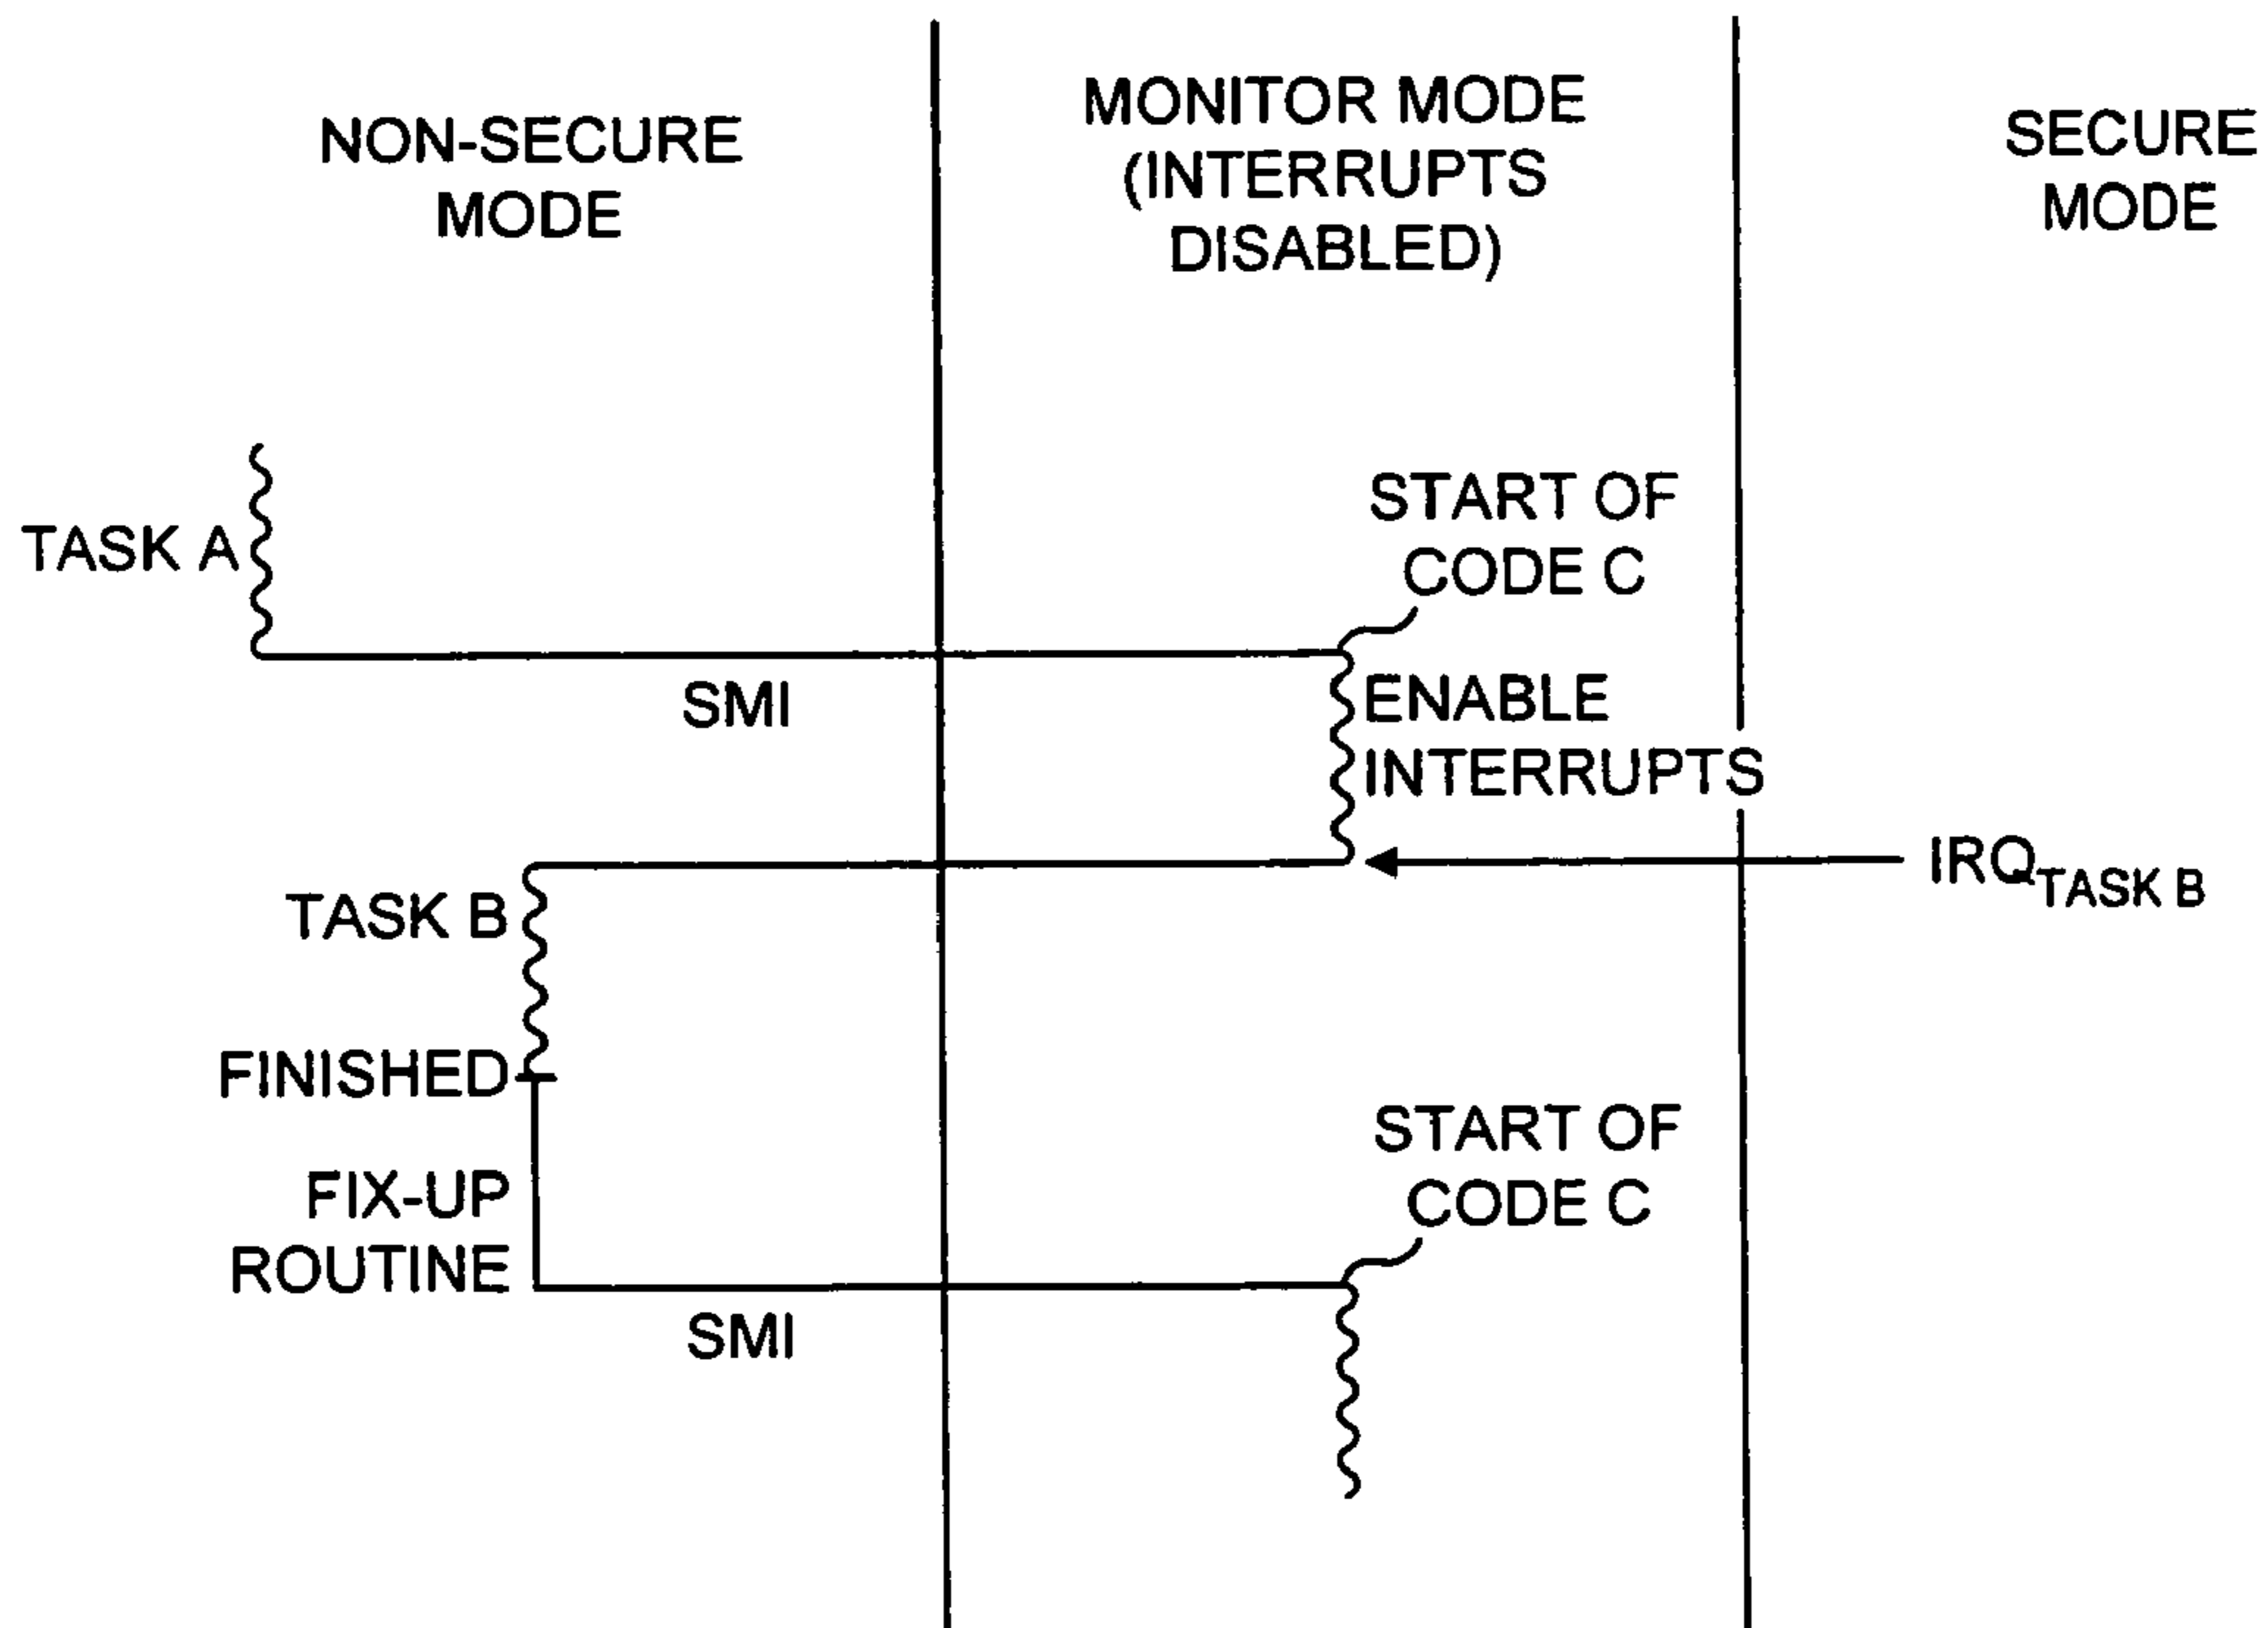 NON-SECURE
MODE
MONITOR MODE
(INTERRUPTS
DISABLED)
SECURE
MODE
TASK A
START OF
CODE C
SMI
ENABLE
INTERRUPTS
IRQTASK B
TASK B
FINISHED
FIX-UP
ROUTINE
START OF
CODE C
SMI